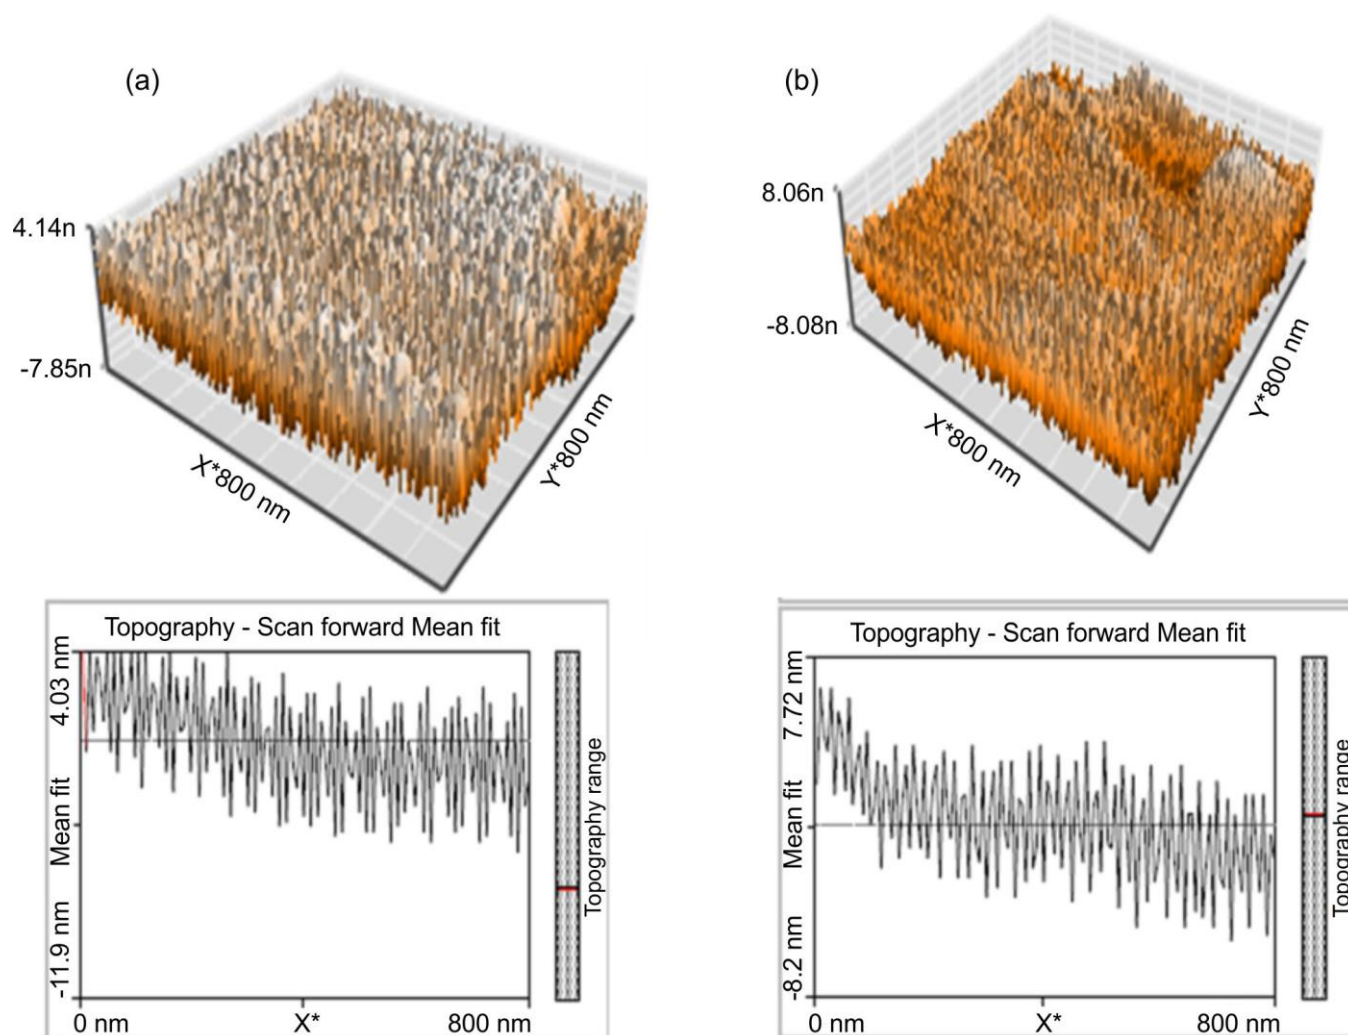 (a)
4.14n
-7.85n
X*800 nm
Y*800 nm
(b)
8.06n
-8.08n
X*800 nm
Y*800 nm
Topography - Scan forward Mean fit
4.03 nm
Mean fit
-11.9 nm
0 nm
X*
800 nm
Topography range
Topography - Scan forward Mean fit
7.72 nm
Mean fit
-8.2 nm
0 nm
X*
800 nm
Topography range